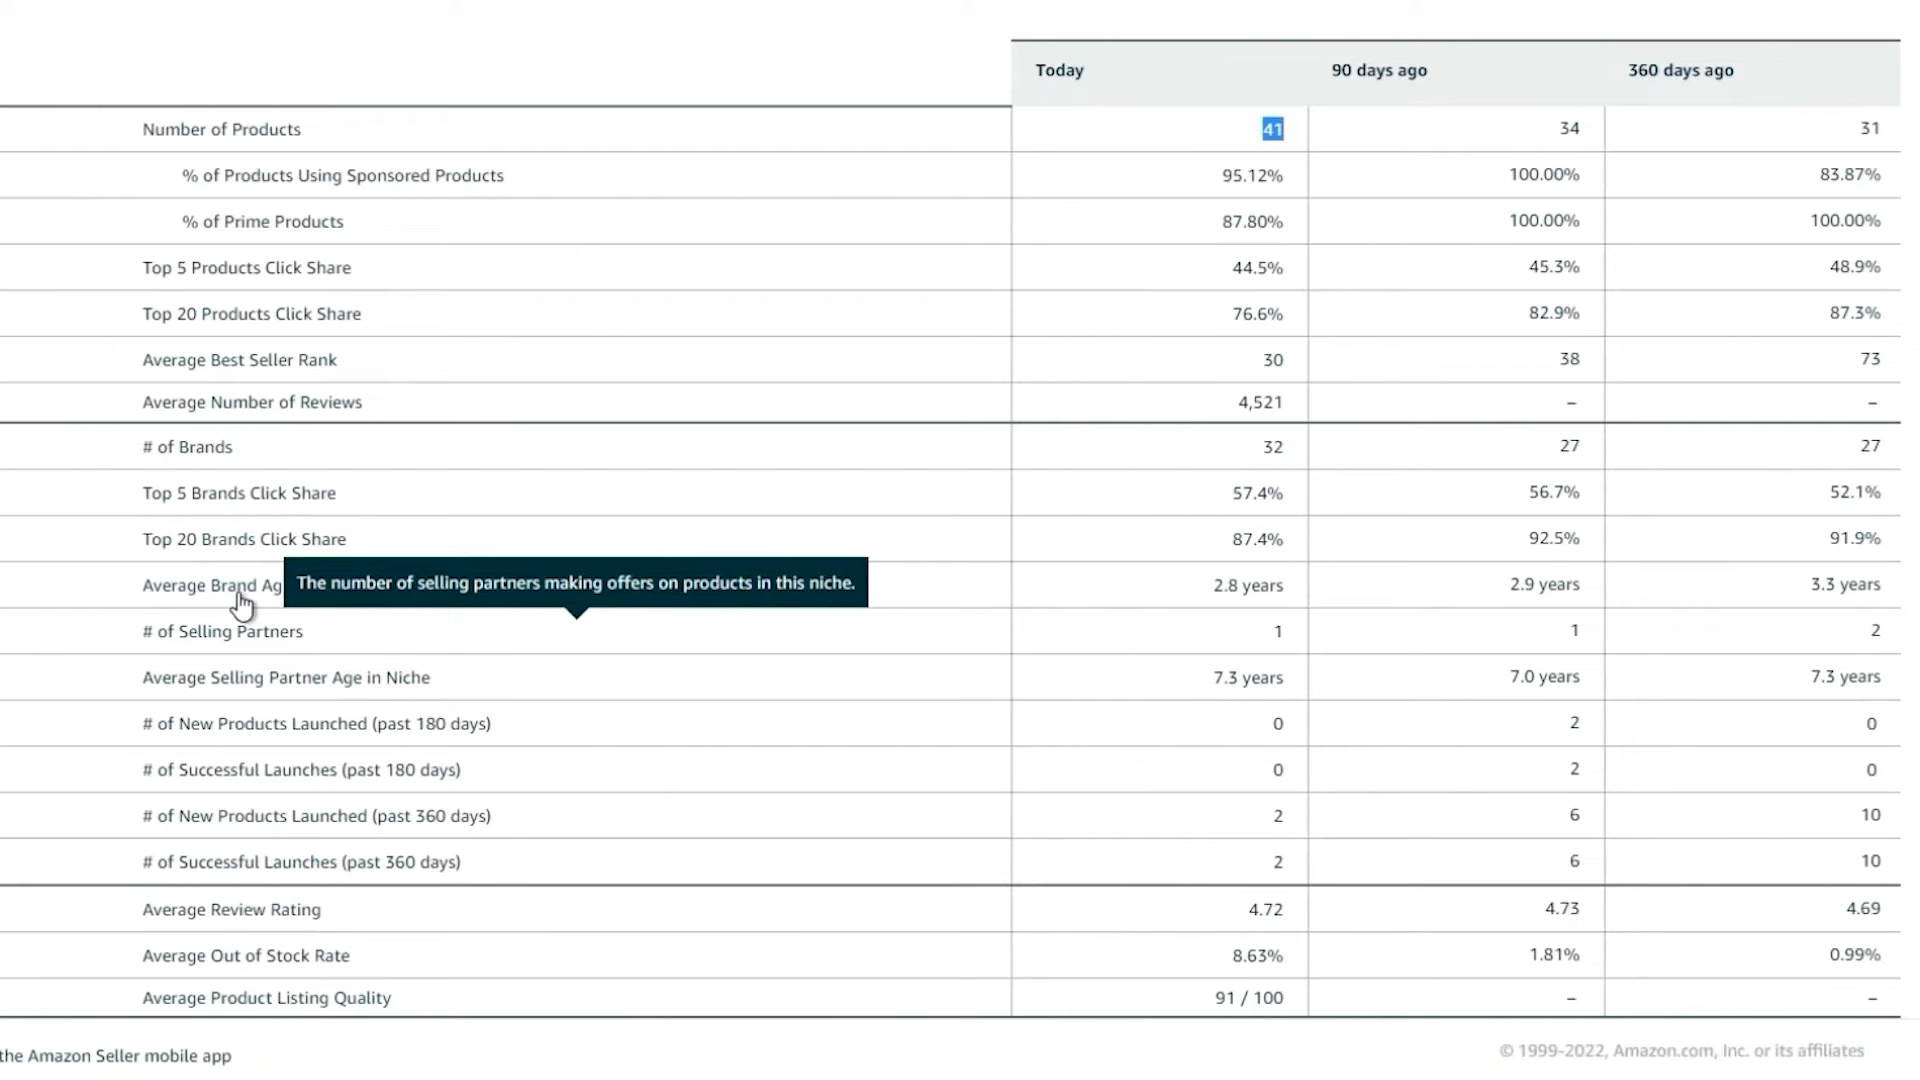 Today 90 days ago 360 days ago
Number of Products 41 34 31
% of Products Using Sponsored Products 95.12% 100.00% 83.87%
% of Prime Products 87.80% 100.00% 100.00%
Top 5 Products Click Share 44.5% 45.3% 48.9%
Top 20 Products Click Share 76.6% 82.9% 87.3%
Average Best Seller Rank 30 38 73
Average Number of Reviews 4,521 – –
# of Brands 32 27 27
Top 5 Brands Click Share 57.4% 56.7% 52.1%
Top 20 Brands Click Share 87.4% 92.5% 91.9%
The number of selling partners making offers on products in this niche.
Average Brand Ag 2.8 years 2.9 years 3.3 years
# of Selling Partners 1 1 2
Average Selling Partner Age in Niche 7.3 years 7.0 years 7.3 years
# of New Products Launched (past 180 days) 0 2 0
# of Successful Launches (past 180 days) 0 2 0
# of New Products Launched (past 360 days) 2 6 10
# of Successful Launches (past 360 days) 2 6 10
Average Review Rating 4.72 4.73 4.69
Average Out of Stock Rate 8.63% 1.81% 0.99%
Average Product Listing Quality 91 / 100 – –
the Amazon Seller mobile app © 1999-2022, Amazon.com, Inc. or its affiliates